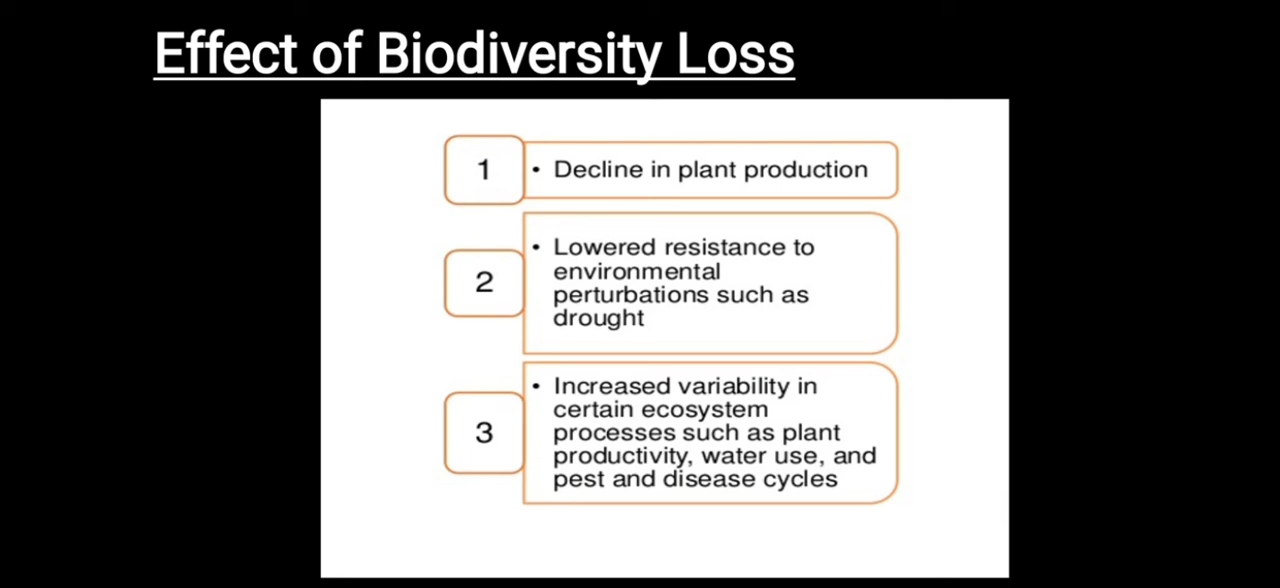 Effect of Biodiversity Loss
1
• Decline in plant production
2
• Lowered resistance to
environmental
perturbations such as
drought
3
• Increased variability in
certain ecosystem
processes such as plant
productivity, water use, and
pest and disease cycles